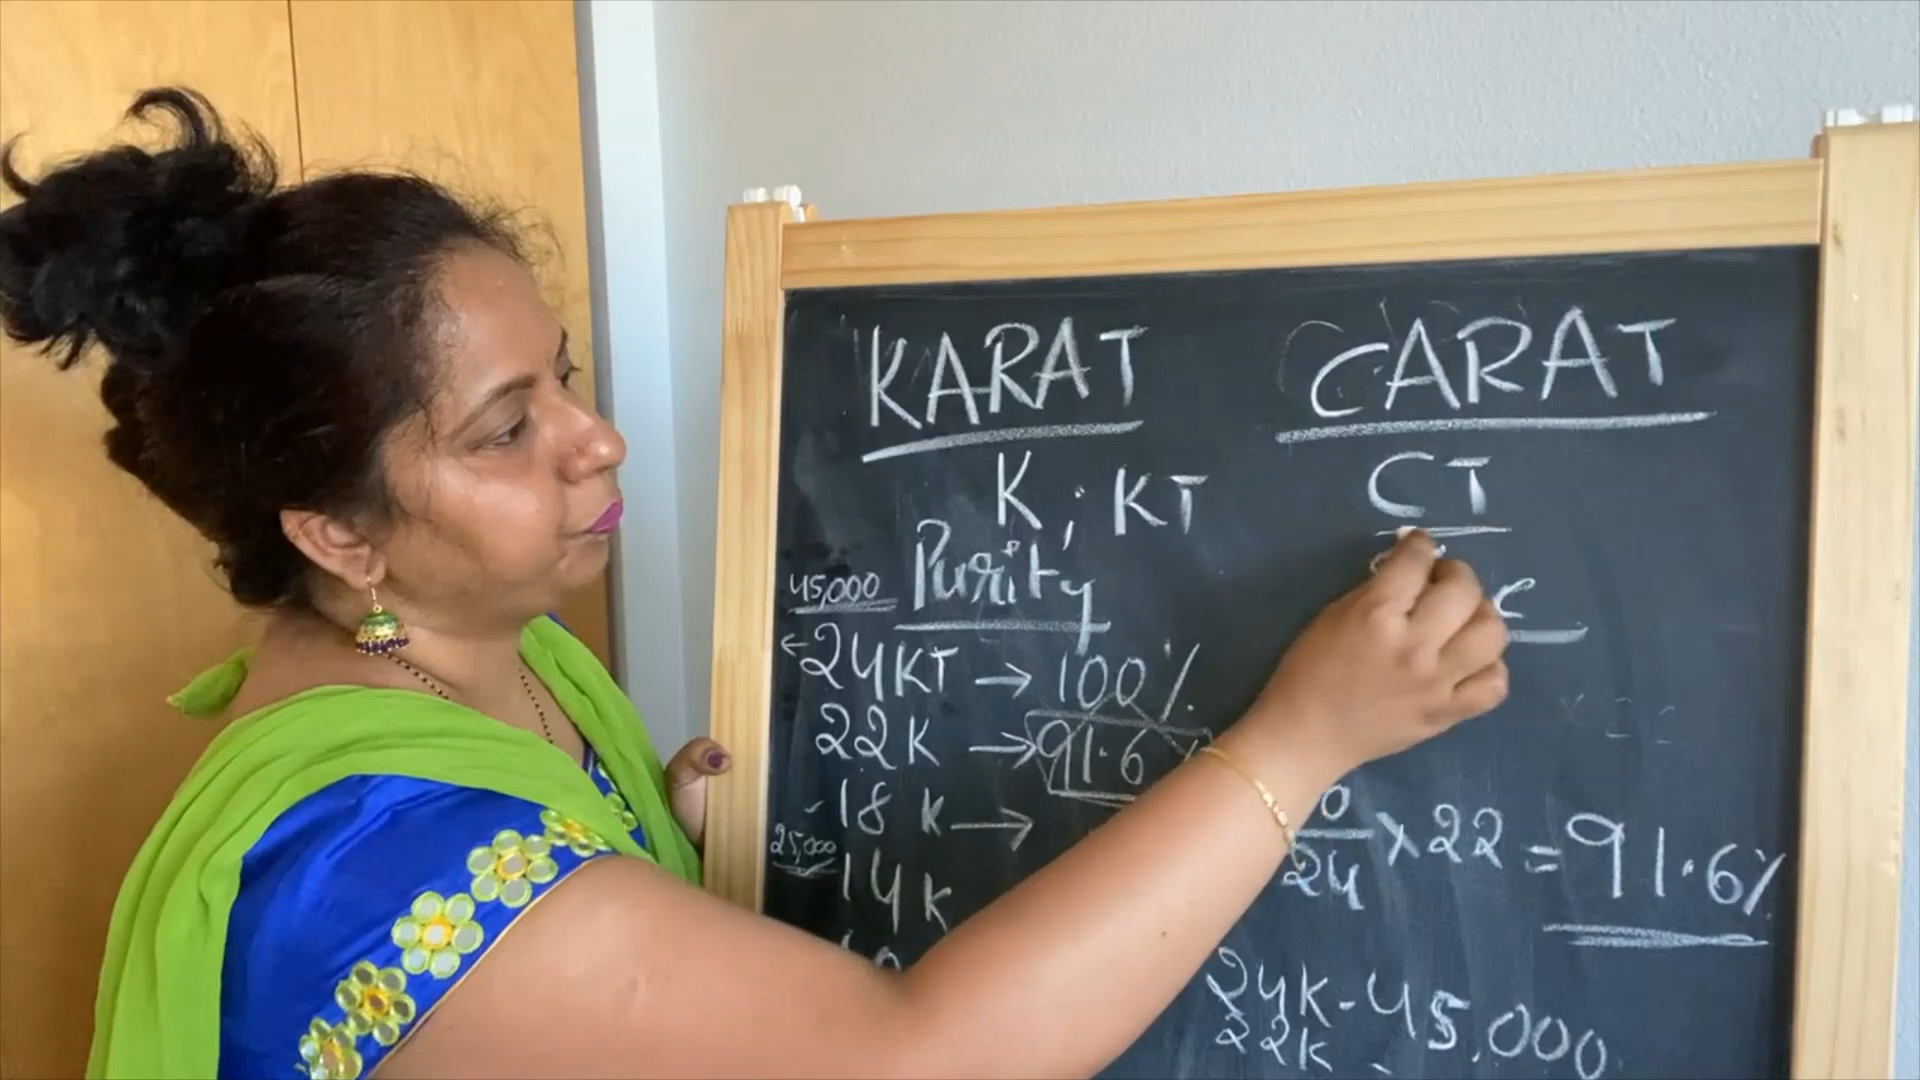 KARAT CARAT
K, KT CT
Purity
45,000
24KT → 100%
22K → 91.6
18K →
25,000
14K
24 × 22 = 91.6%
24K - 45,000
22K -
× 22